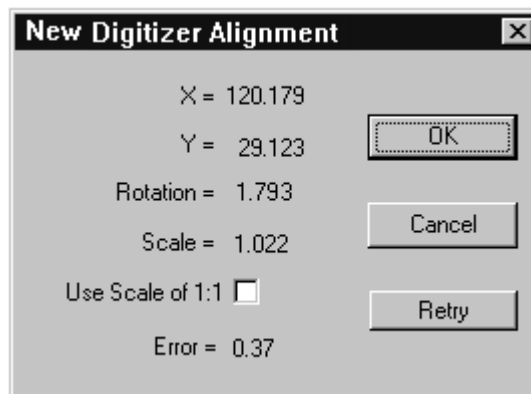 New Digitizer Alignment
X = 120.179
Y = 29.123
OK
Rotation = 1.793
Scale = 1.022
Cancel
Use Scale of 1:1
Retry
Error = 0.37